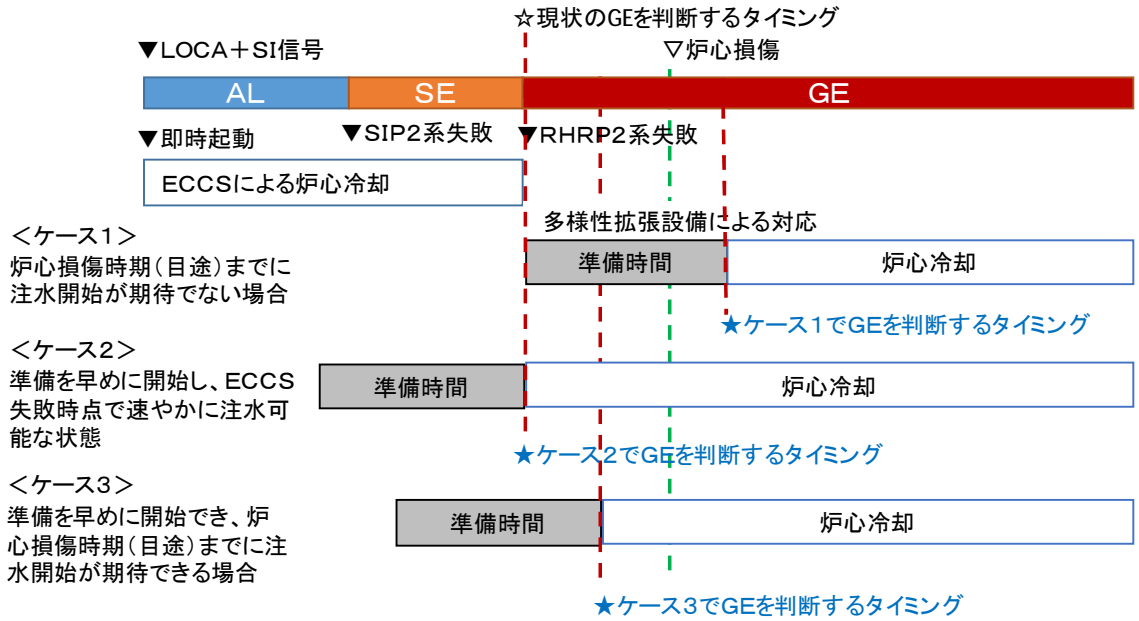 ☆現状のGEを判断するタイミング
▼LOCA+SI信号
▽炉心損傷
AL
SE
GE
▼即時起動
▼SIP2系失敗
▼RHRP2系失敗
ECCSによる炉心冷却
多様性拡張設備による対応
<ケース1>
炉心損傷時期(目途)までに
注水開始が期待でない場合
準備時間
炉心冷却
★ケース1でGEを判断するタイミング
<ケース2>
準備を早めに開始し、ECCS
失敗時点で速やかに注水可
能な状態
準備時間
炉心冷却
★ケース2でGEを判断するタイミング
<ケース3>
準備を早めに開始でき、炉
心損傷時期(目途)までに注
水開始が期待できる場合
準備時間
炉心冷却
★ケース3でGEを判断するタイミング